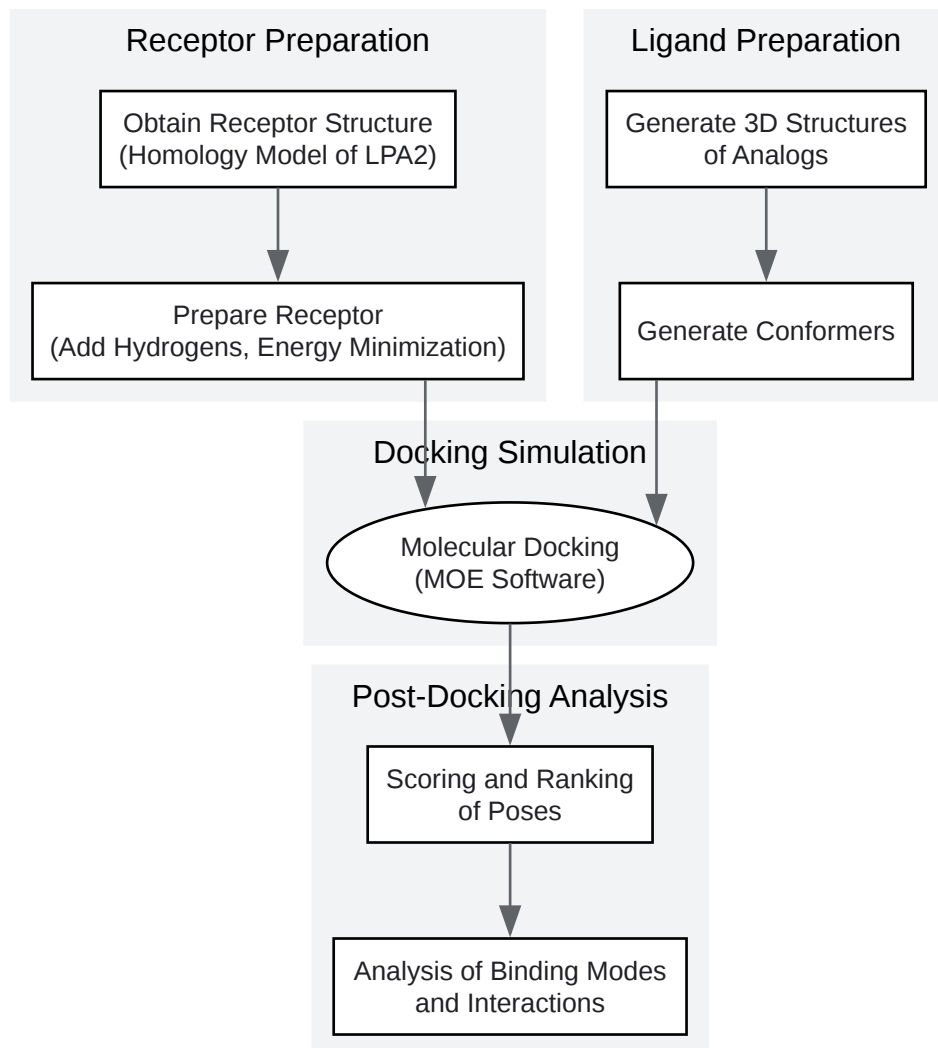 Receptor Preparation
Obtain Receptor Structure
(Homology Model of LPA2)
Prepare Receptor
(Add Hydrogens, Energy Minimization)
Ligand Preparation
Generate 3D Structures
of Analogs
Generate Conformers
Docking Simulation
Molecular Docking
(MOE Software)
Post-Docking Analysis
Scoring and Ranking
of Poses
Analysis of Binding Modes
and Interactions